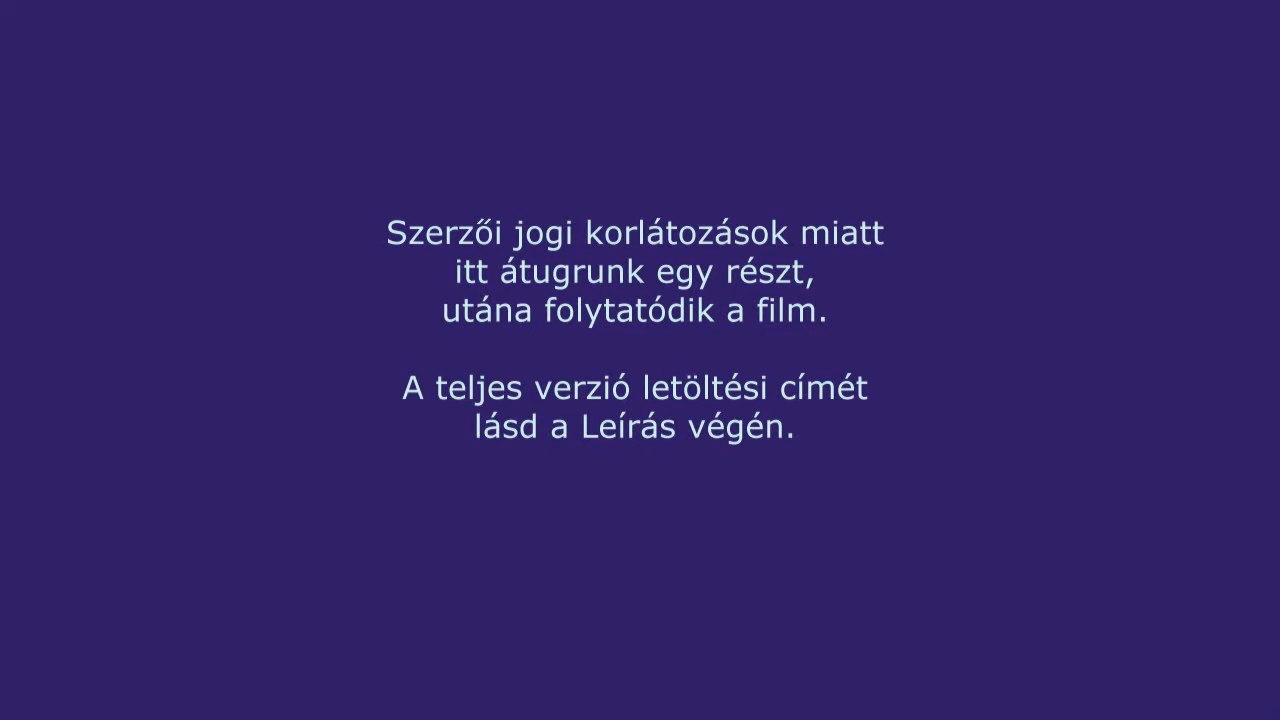 Szerzői jogi korlátozások miatt
itt átugrunk egy részt,
utána folytatódik a film.
A teljes verzió letöltési címét
lásd a Leírás végén.